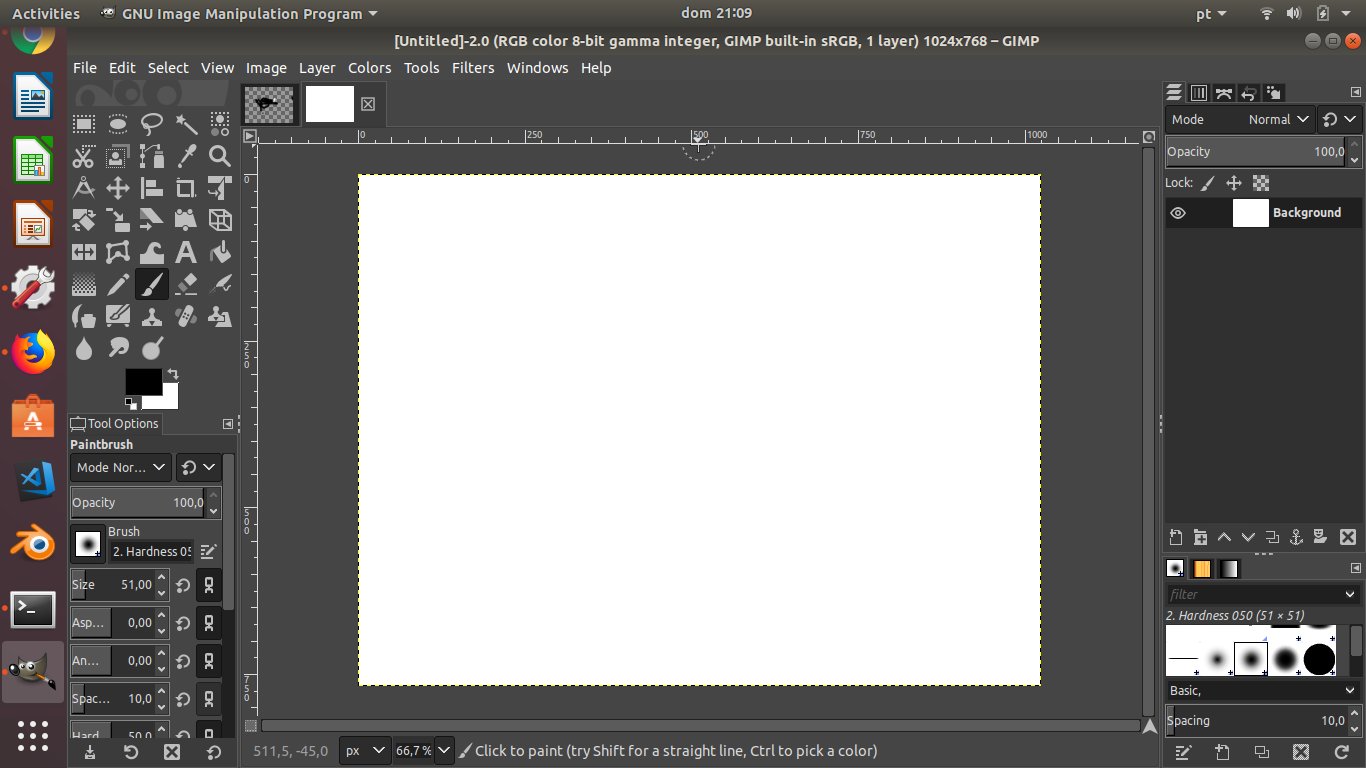 Activities GNU Image Manipulation Program dom 21:09 pt
[Untitled]-2.0 (RGB color 8-bit gamma integer, GIMP built-in sRGB, 1 layer) 1024x768 – GIMP
File Edit Select View Image Layer Colors Tools Filters Windows Help
0 250 500 750 1000
0
250
500
750
Tool Options
Paintbrush
Mode Nor...
Opacity 100,0
Brush
2. Hardness 05
Size 51,00
Asp... 0,00
An... 0,00
Spac... 10,0
Hard 50,0
511,5, -45,0 px 66,7 % Click to paint (try Shift for a straight line, Ctrl to pick a color)
Mode Normal
Opacity 100,0
Lock:
Background
filter
2. Hardness 050 (51 × 51)
Basic,
Spacing 10,0